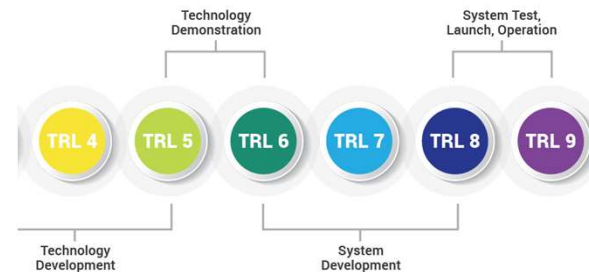 Technology
Demonstration
System Test,
Launch, Operation
TRL 4
TRL 5
TRL 6
TRL 7
TRL 8
TRL 9
Technology
Development
System
Development